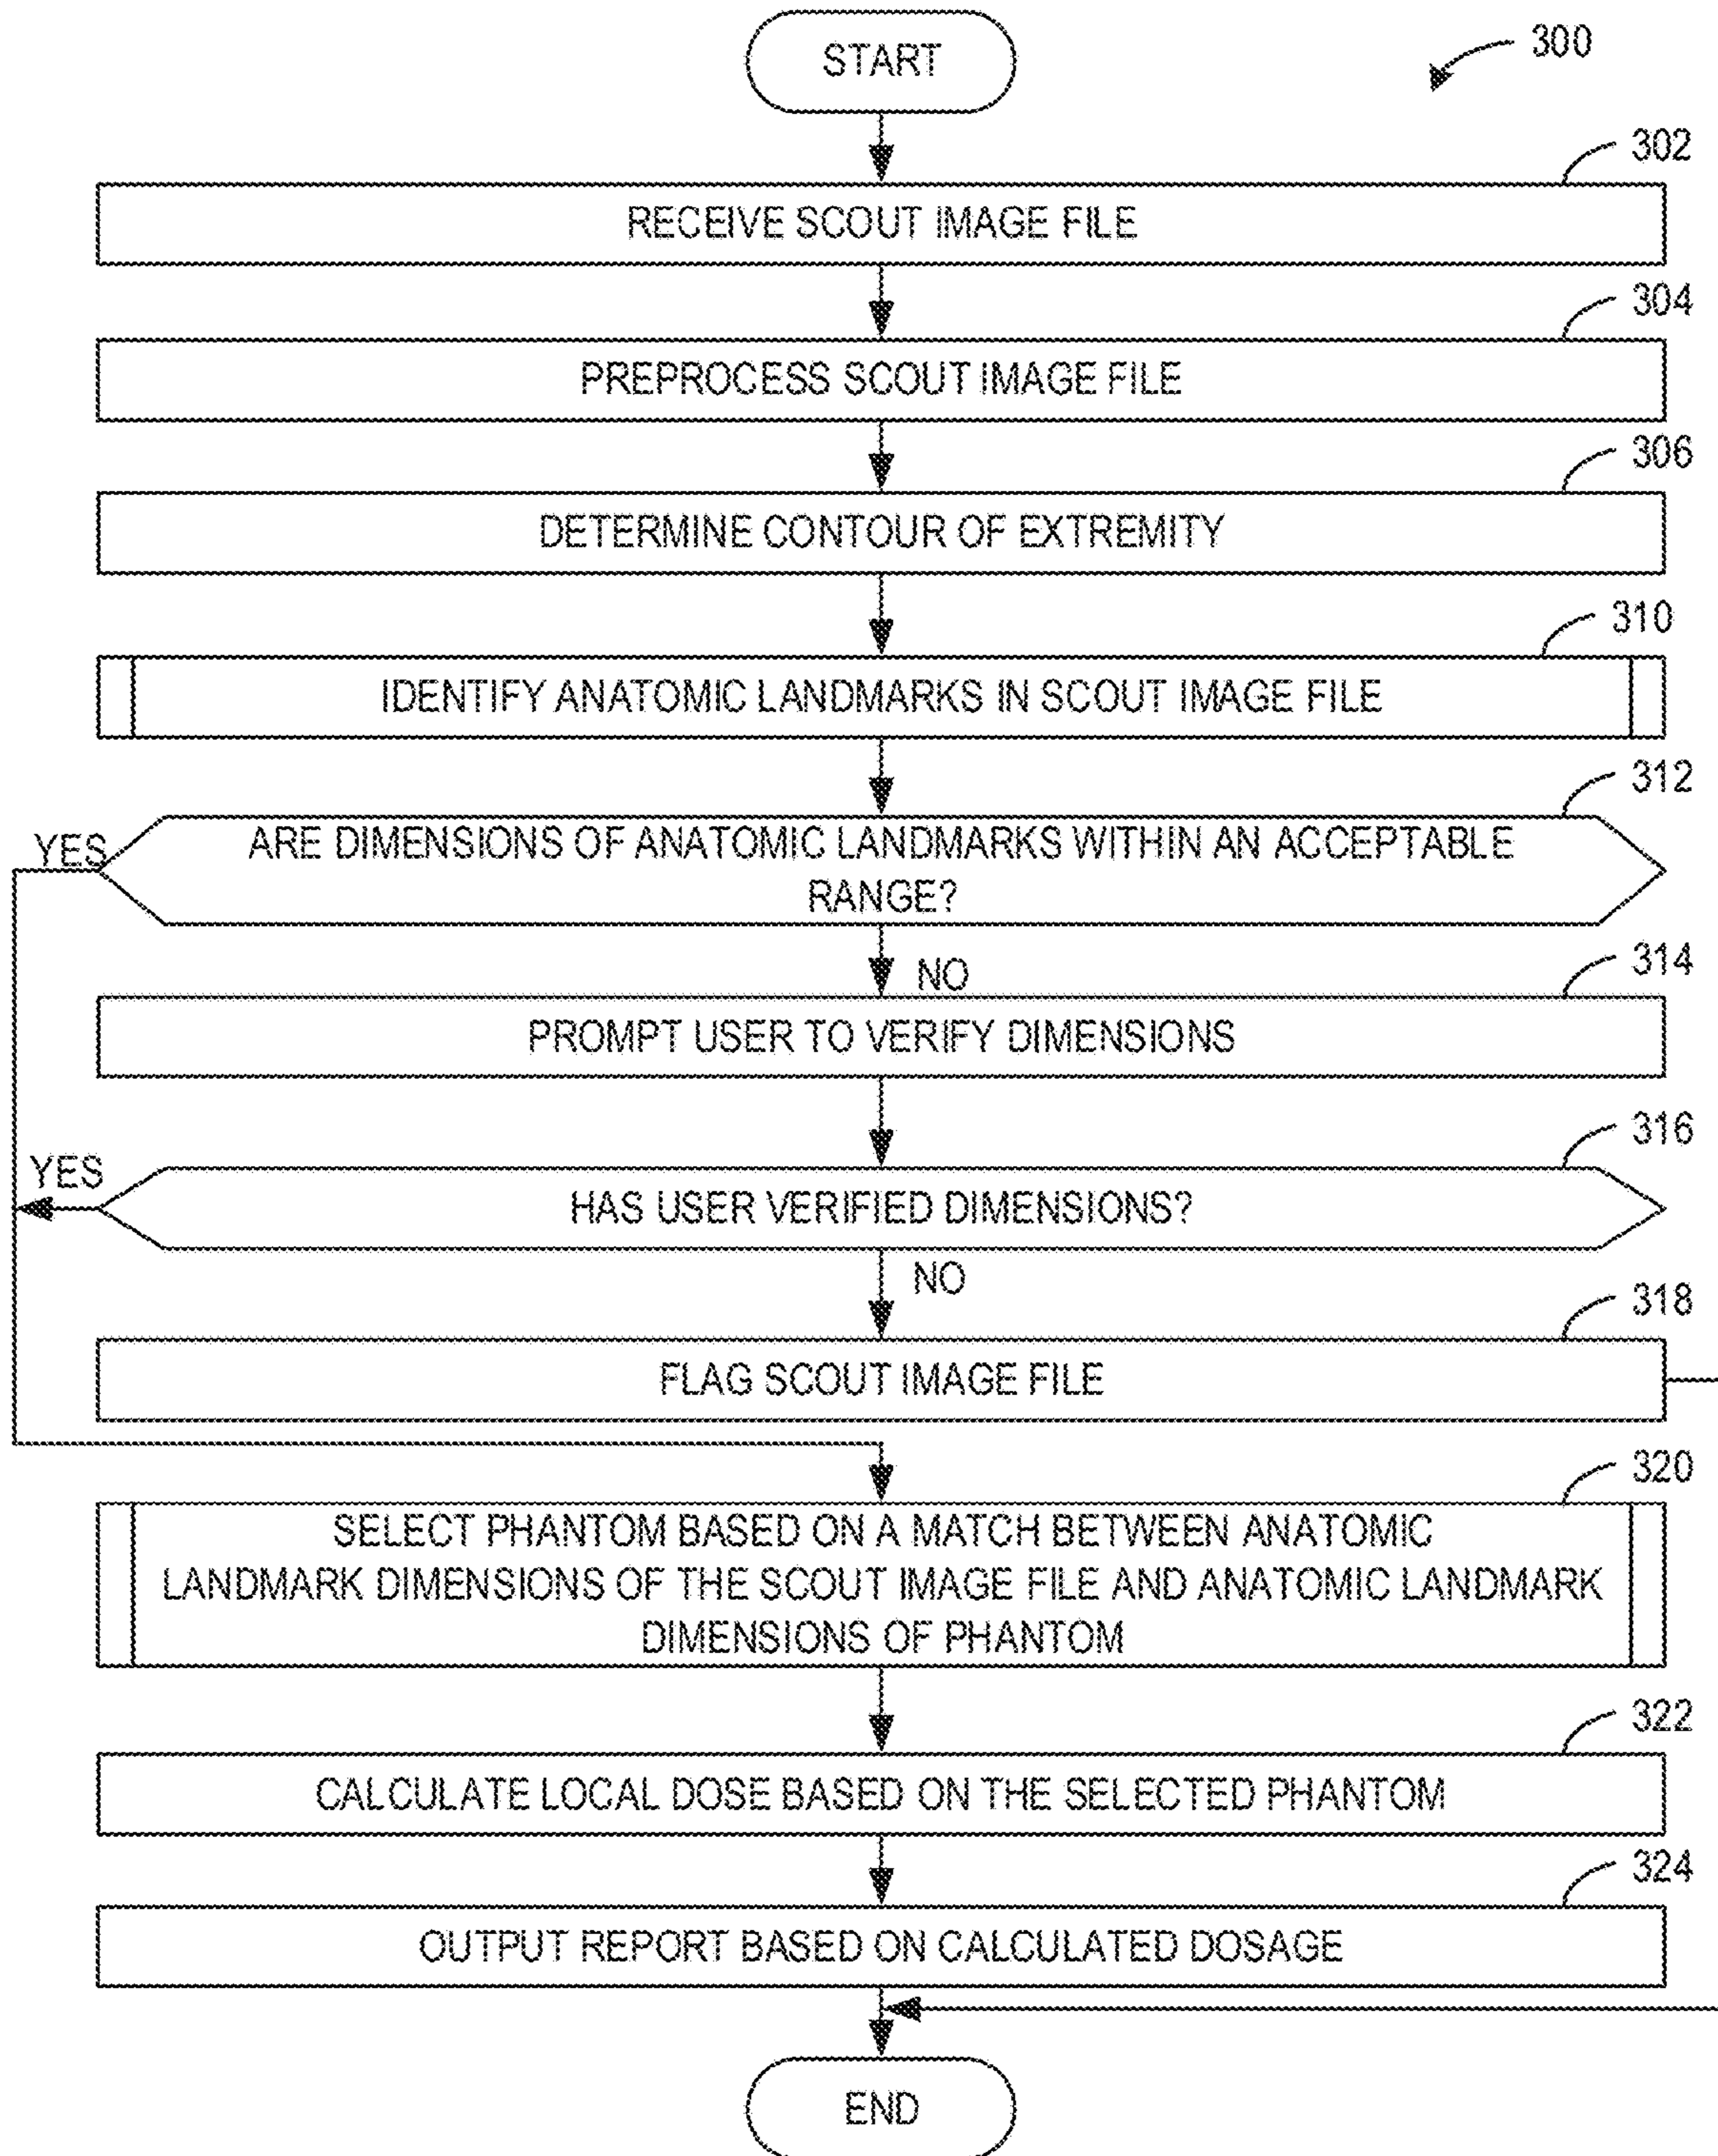 START
300
302
RECEIVE SCOUT IMAGE FILE
304
PREPROCESS SCOUT IMAGE FILE
306
DETERMINE CONTOUR OF EXTREMITY
310
IDENTIFY ANATOMIC LANDMARKS IN SCOUT IMAGE FILE
312
YES
ARE DIMENSIONS OF ANATOMIC LANDMARKS WITHIN AN ACCEPTABLE
RANGE?
NO
314
PROMPT USER TO VERIFY DIMENSIONS
316
YES
HAS USER VERIFIED DIMENSIONS?
NO
318
FLAG SCOUT IMAGE FILE
320
SELECT PHANTOM BASED ON A MATCH BETWEEN ANATOMIC
LANDMARK DIMENSIONS OF THE SCOUT IMAGE FILE AND ANATOMIC LANDMARK
DIMENSIONS OF PHANTOM
322
CALCULATE LOCAL DOSE BASED ON THE SELECTED PHANTOM
324
OUTPUT REPORT BASED ON CALCULATED DOSAGE
END